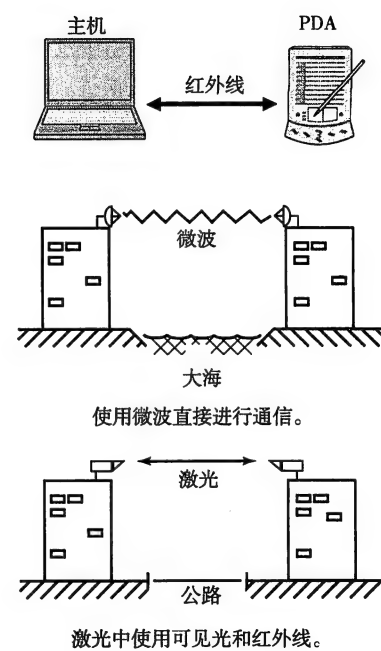 主机
PDA
红外线
微波
大海
使用微波直接进行通信。
激光
公路
激光中使用可见光和红外线。